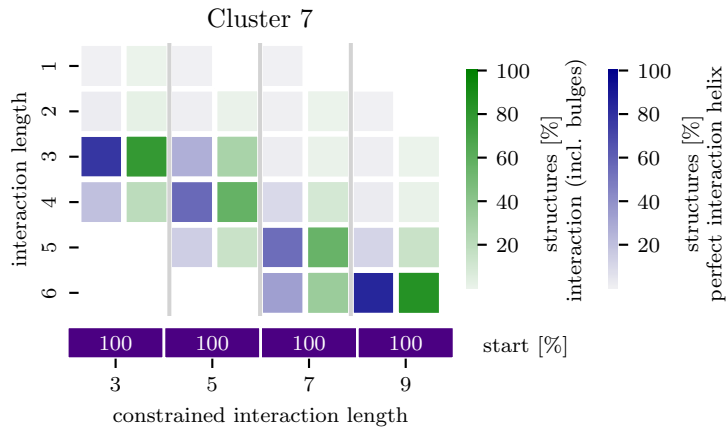 Cluster 7
interaction length
1
2
3
4
5
6
100 100 100 100
start [%]
3 5 7 9
constrained interaction length
100
80
60
40
20
structures [%]
interaction (incl. bulges)
100
80
60
40
20
structures [%]
perfect interaction helix